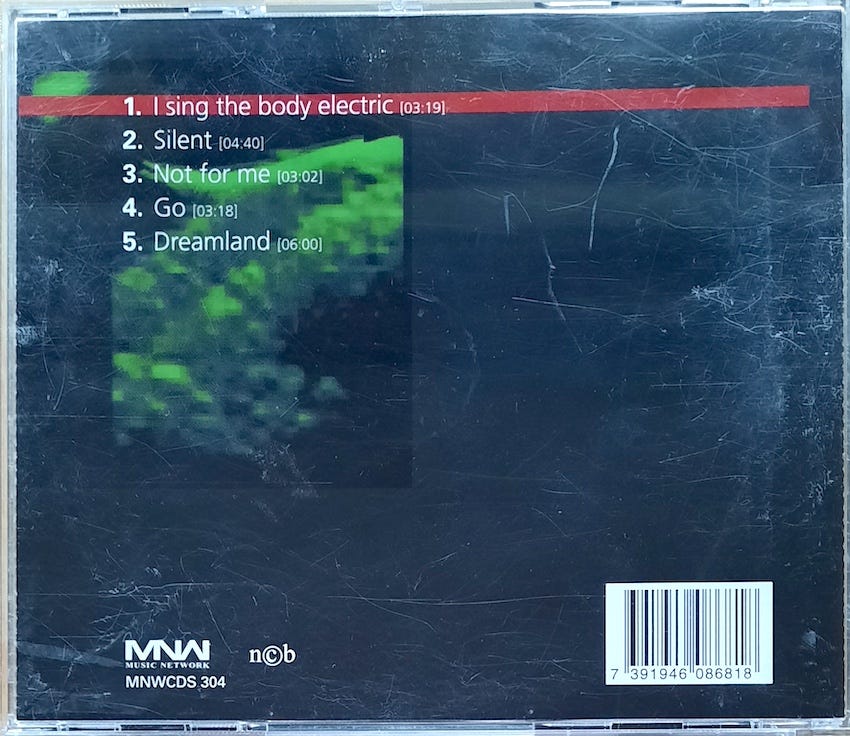 1. I sing the body electric [03:19]
2. Silent [04:40]
3. Not for me [03:02]
4. Go [03:18]
5. Dreamland [06:00]
MNW
MUSIC NETWORK
n©b
MNWCDS 304
7 391946 086818